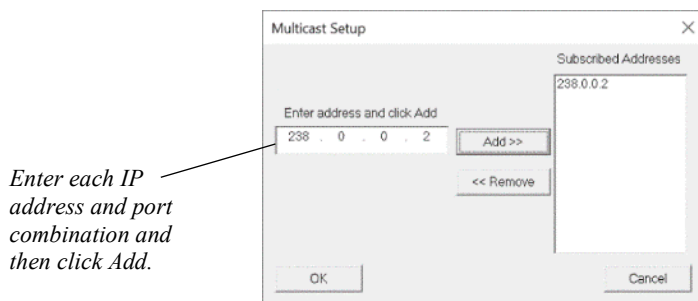 Multicast Setup
Subscribed Addresses
238.0.0.2
Enter address and click Add
238 . 0 . 0 . 2
Add >>
<< Remove
Enter each IP
address and port
combination and
then click Add.
OK
Cancel